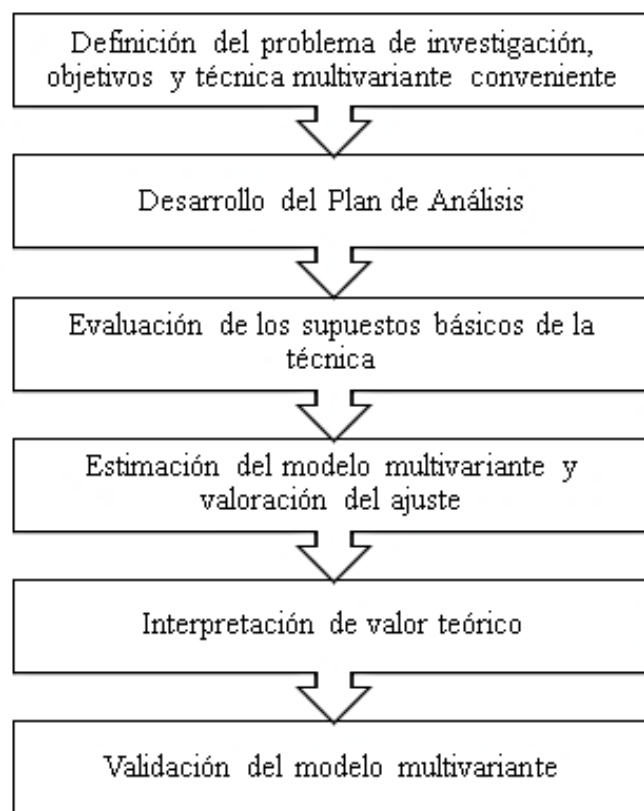 Definición del problema de investigación,
objetivos y técnica multivariante conveniente
Desarrollo del Plan de Análisis
Evaluación de los supuestos básicos de la
técnica
Estimación del modelo multivariante y
valoración del ajuste
Interpretación de valor teórico
Validación del modelo multivariante